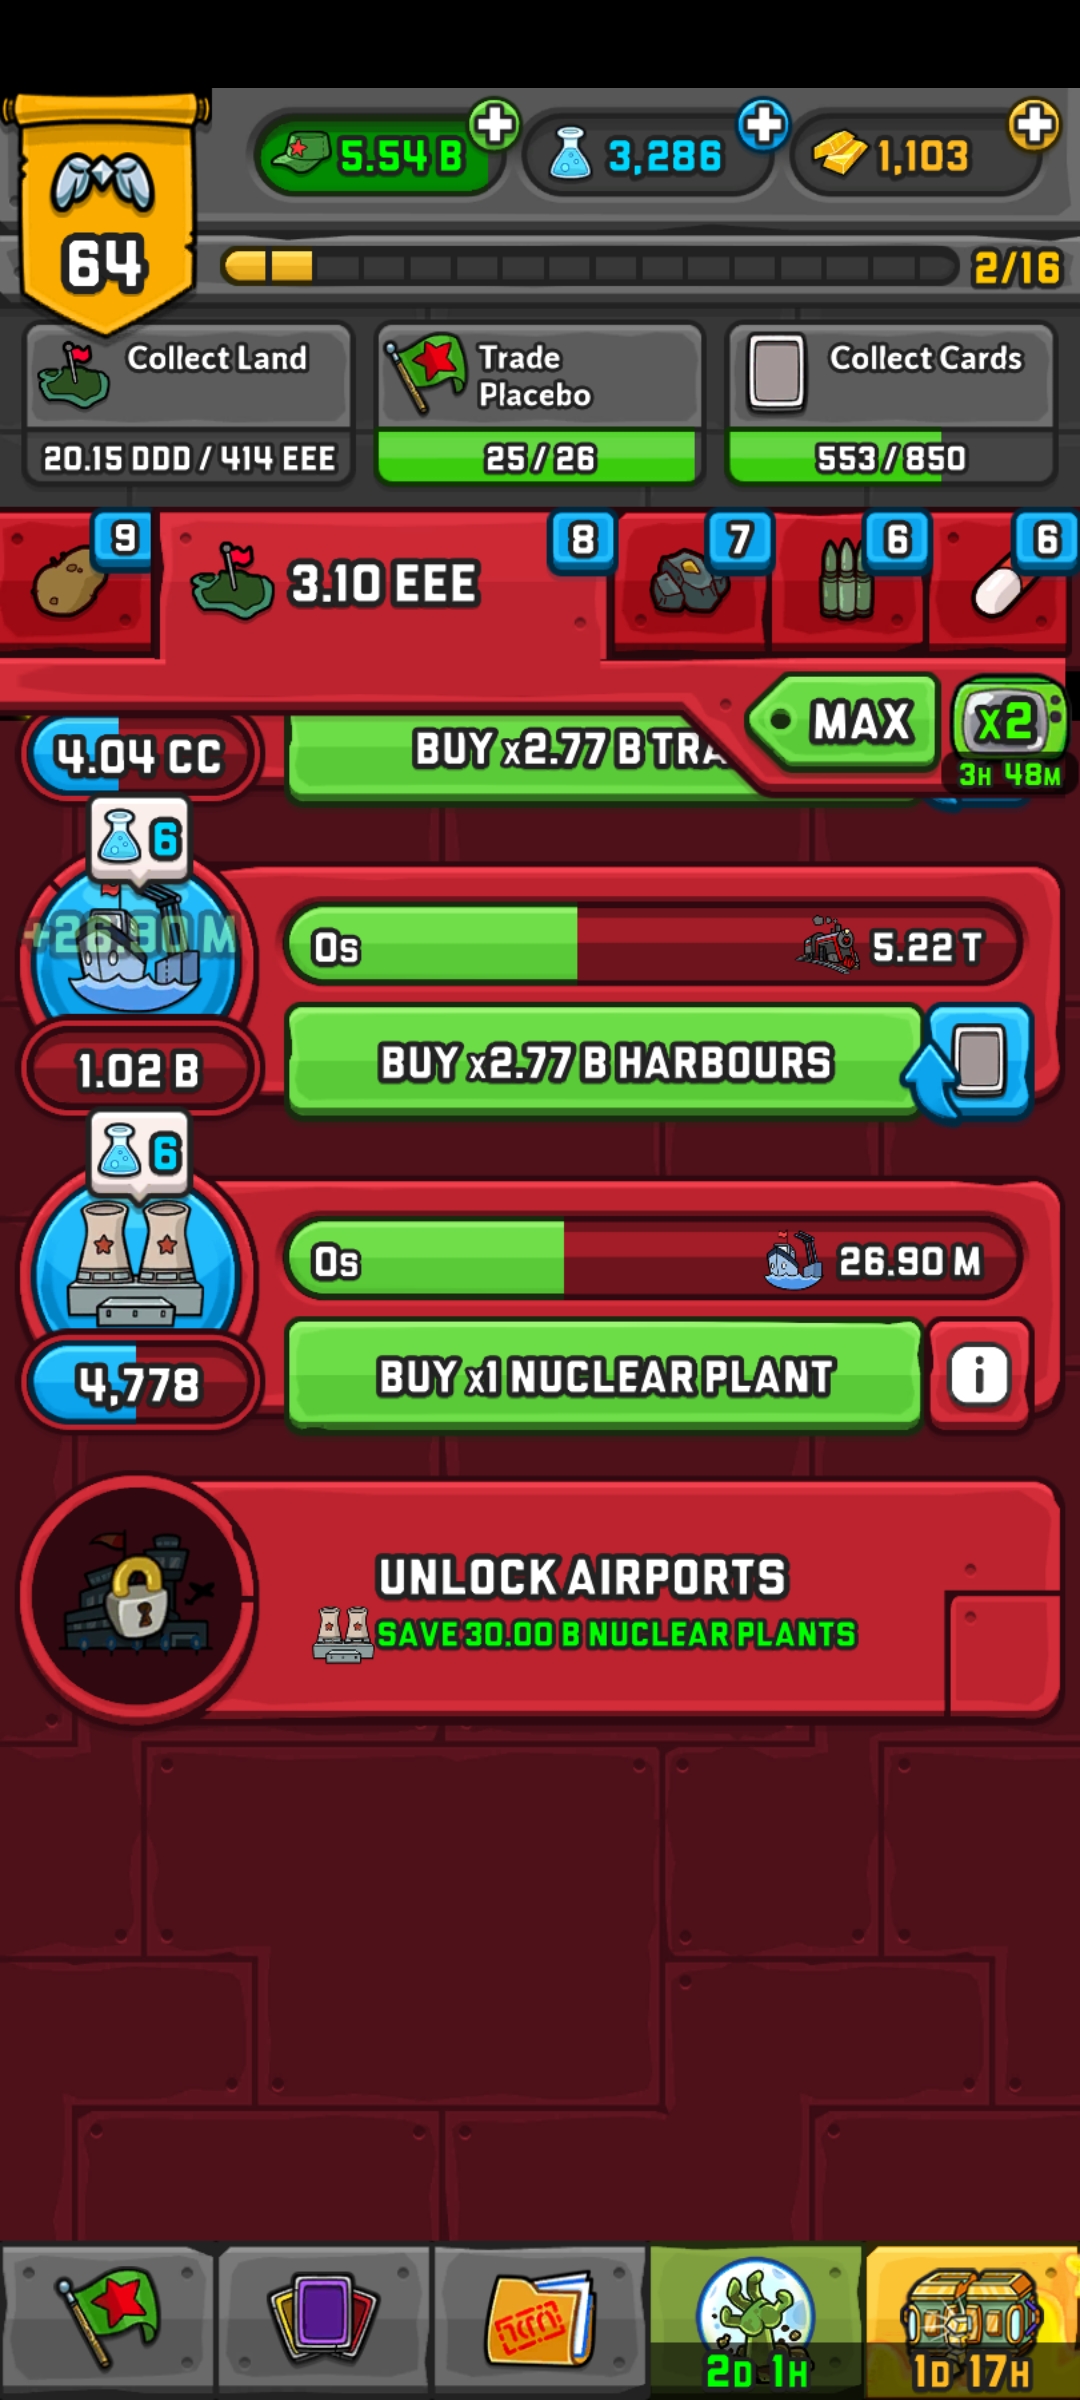 5.54 B
3,286
1,103
64
2/16
Collect Land
20.15 DDD / 414 EEE
Trade
Placebo
25 / 26
Collect Cards
553 / 850
9
3.10 EEE
8
7
6
6
MAX
x2
3H 48M
4.04 CC
BUY x2.77 B TRA
6
+26.90 M
0s
5.22 T
1.02 B
BUY x2.77 B HARBOURS
6
0s
26.90 M
4,778
BUY x1 NUCLEAR PLANT
i
UNLOCK AIRPORTS
SAVE 30.00 B NUCLEAR PLANTS
2D 1H
1D 17H